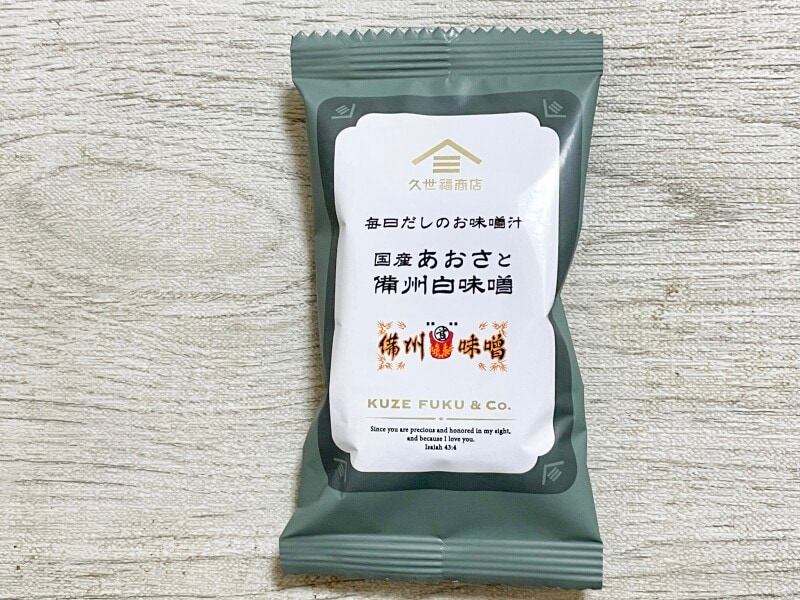 久世福商店
毎日だしのお味噌汁
国産あおさと
備州白味噌
備州味噌
KUZE FUKU & Co.
Since you are precious and honored in my sight,
and because I love you.
Isaiah 43:4